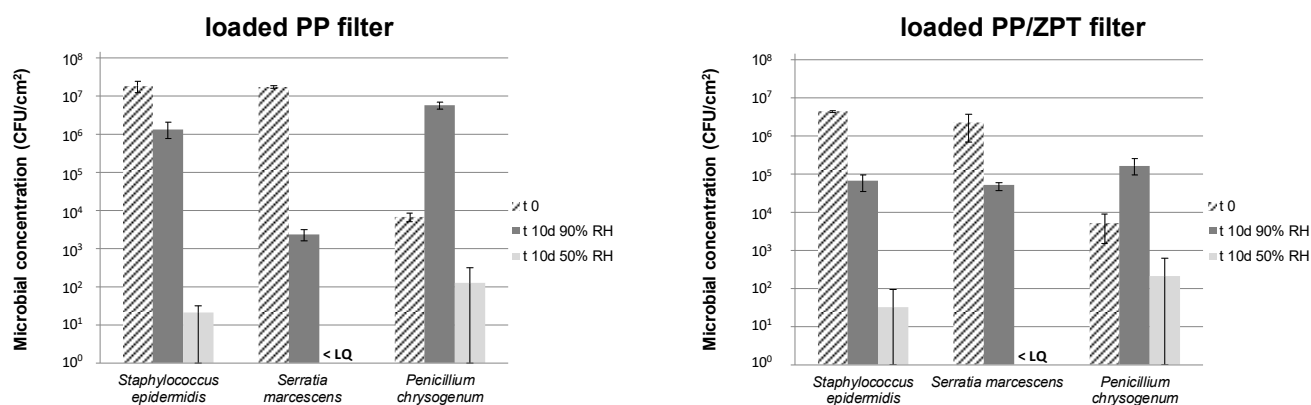 loaded PP filter
Microbial concentration (CFU/cm²)
10⁸
10⁷
10⁶
10⁵
10⁴
10³
10²
10¹
10⁰
< LQ
Staphylococcus
epidermidis
Serratia
marcescens
Penicillium
chrysogenum
t 0
t 10d 90% RH
t 10d 50% RH
loaded PP/ZPT filter
Microbial concentration (CFU/cm²)
10⁸
10⁷
10⁶
10⁵
10⁴
10³
10²
10¹
10⁰
< LQ
Staphylococcus
epidermidis
Serratia marcescens
Penicillium
chrysogenum
t 0
t 10d 90% RH
t 10d 50% RH